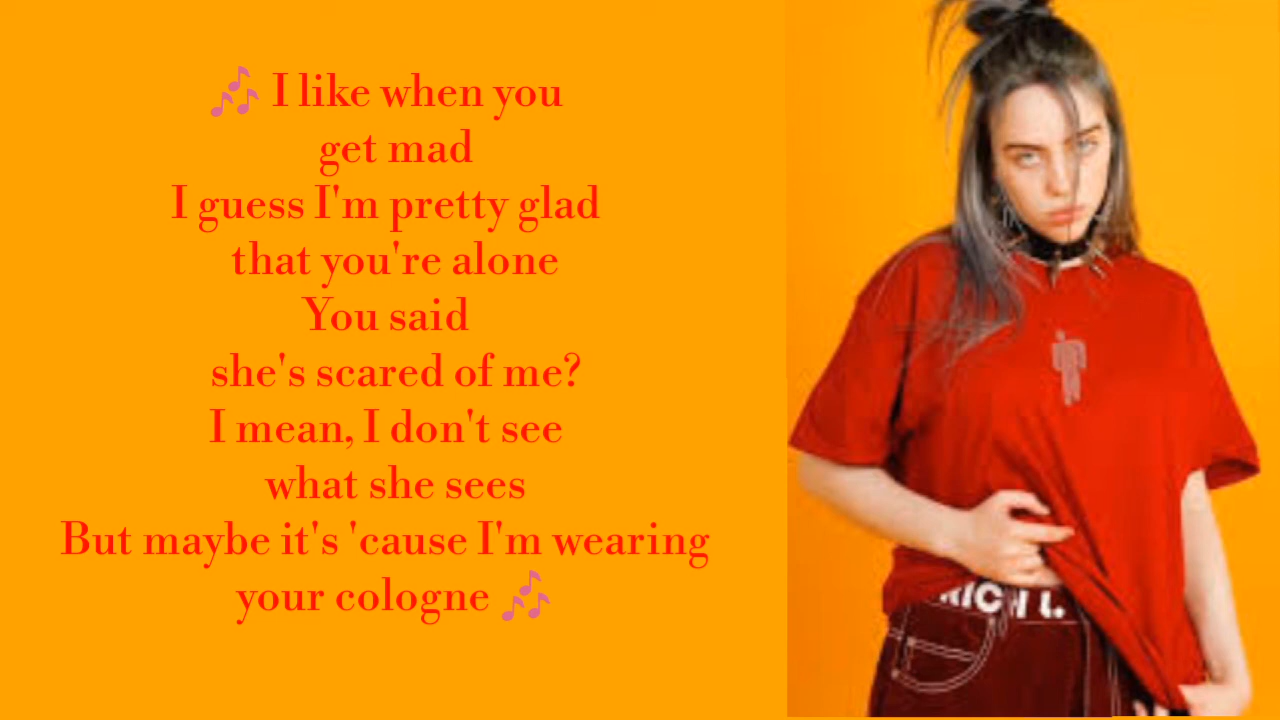 🎶 I like when you
get mad
I guess I'm pretty glad
that you're alone
You said
she's scared of me?
I mean, I don't see
what she sees
But maybe it's 'cause I'm wearing
your cologne 🎶